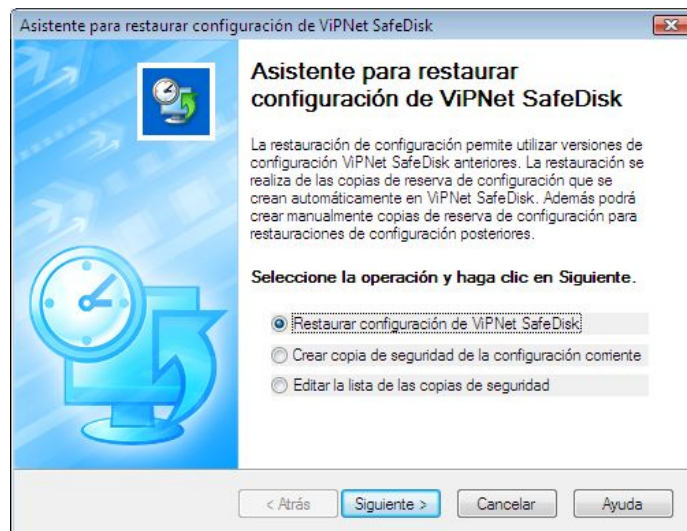 Asistente para restaurar configuración de ViPNet SafeDisk
Asistente para restaurar
configuración de ViPNet SafeDisk
La restauración de configuración permite utilizar versiones de
configuración ViPNet SafeDisk anteriores. La restauración se
realiza de las copias de reserva de configuración que se
crean automáticamente en ViPNet SafeDisk. Además podrá
crear manualmente copias de reserva de configuración para
restauraciones de configuración posteriores.
Seleccione la operación y haga clic en Siguiente.
Restaurar configuración de ViPNet SafeDisk
Crear copia de seguridad de la configuración corriente
Editar la lista de las copias de seguridad
< Atrás Siguiente > Cancelar Ayuda